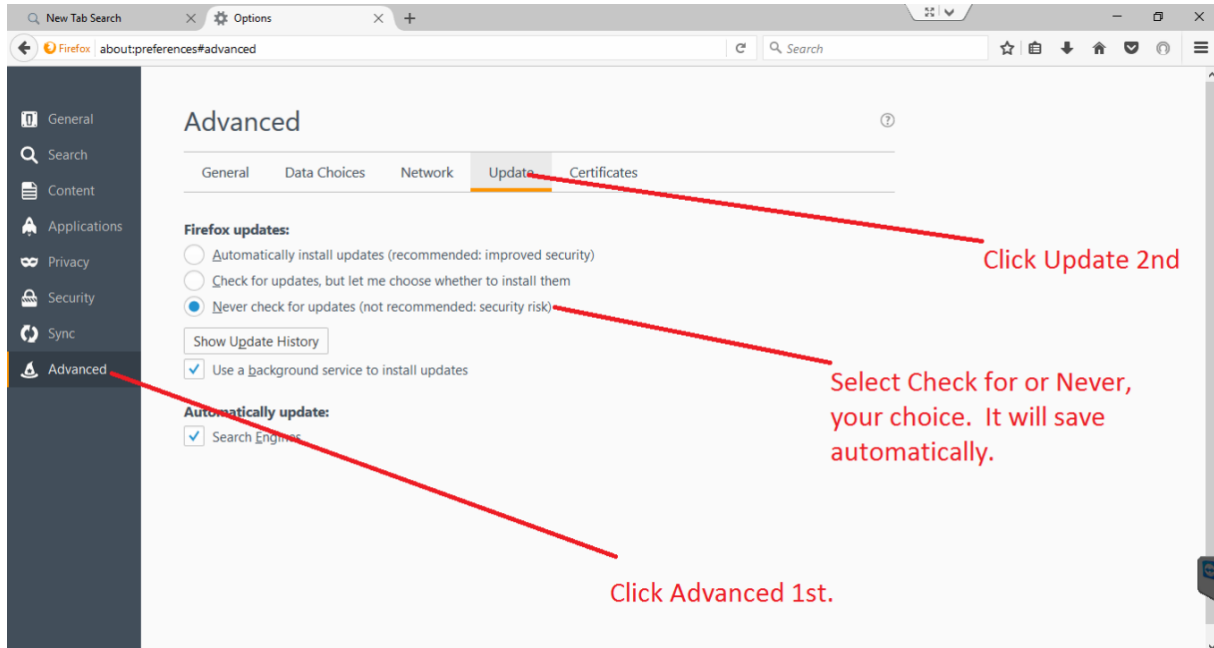 New Tab Search
Options
Firefox about:preferences#advanced
Search
General
Search
Content
Applications
Privacy
Security
Sync
Advanced
Advanced
General Data Choices Network Update Certificates
Firefox updates:
Automatically install updates (recommended: improved security)
Check for updates, but let me choose whether to install them
Never check for updates (not recommended: security risk)
Show Update History
Use a background service to install updates
Automatically update:
Search Engines
Click Update 2nd
Select Check for or Never,
your choice. It will save
automatically.
Click Advanced 1st.